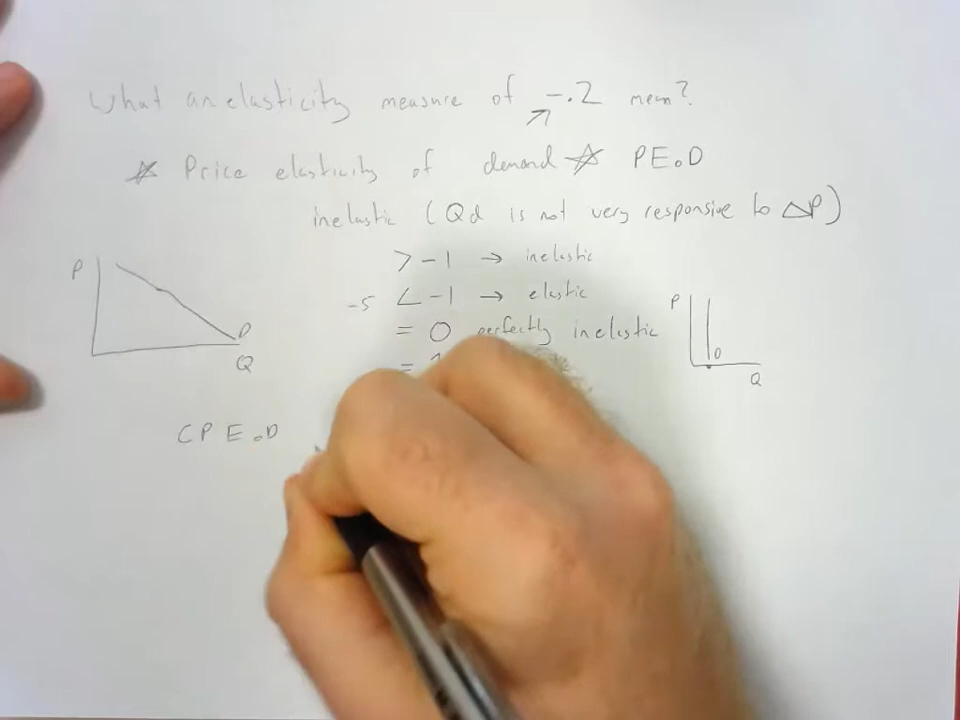 What an elasticity measure of -.2 mean?
Price elasticity of demand PEoD
inelastic (Qd is not very responsive to ΔP)
> -1 → inelastic
-5 < -1 → elastic
= 0 perfectly inelastic
=
P
D
Q
P
D
Q
CPEoD